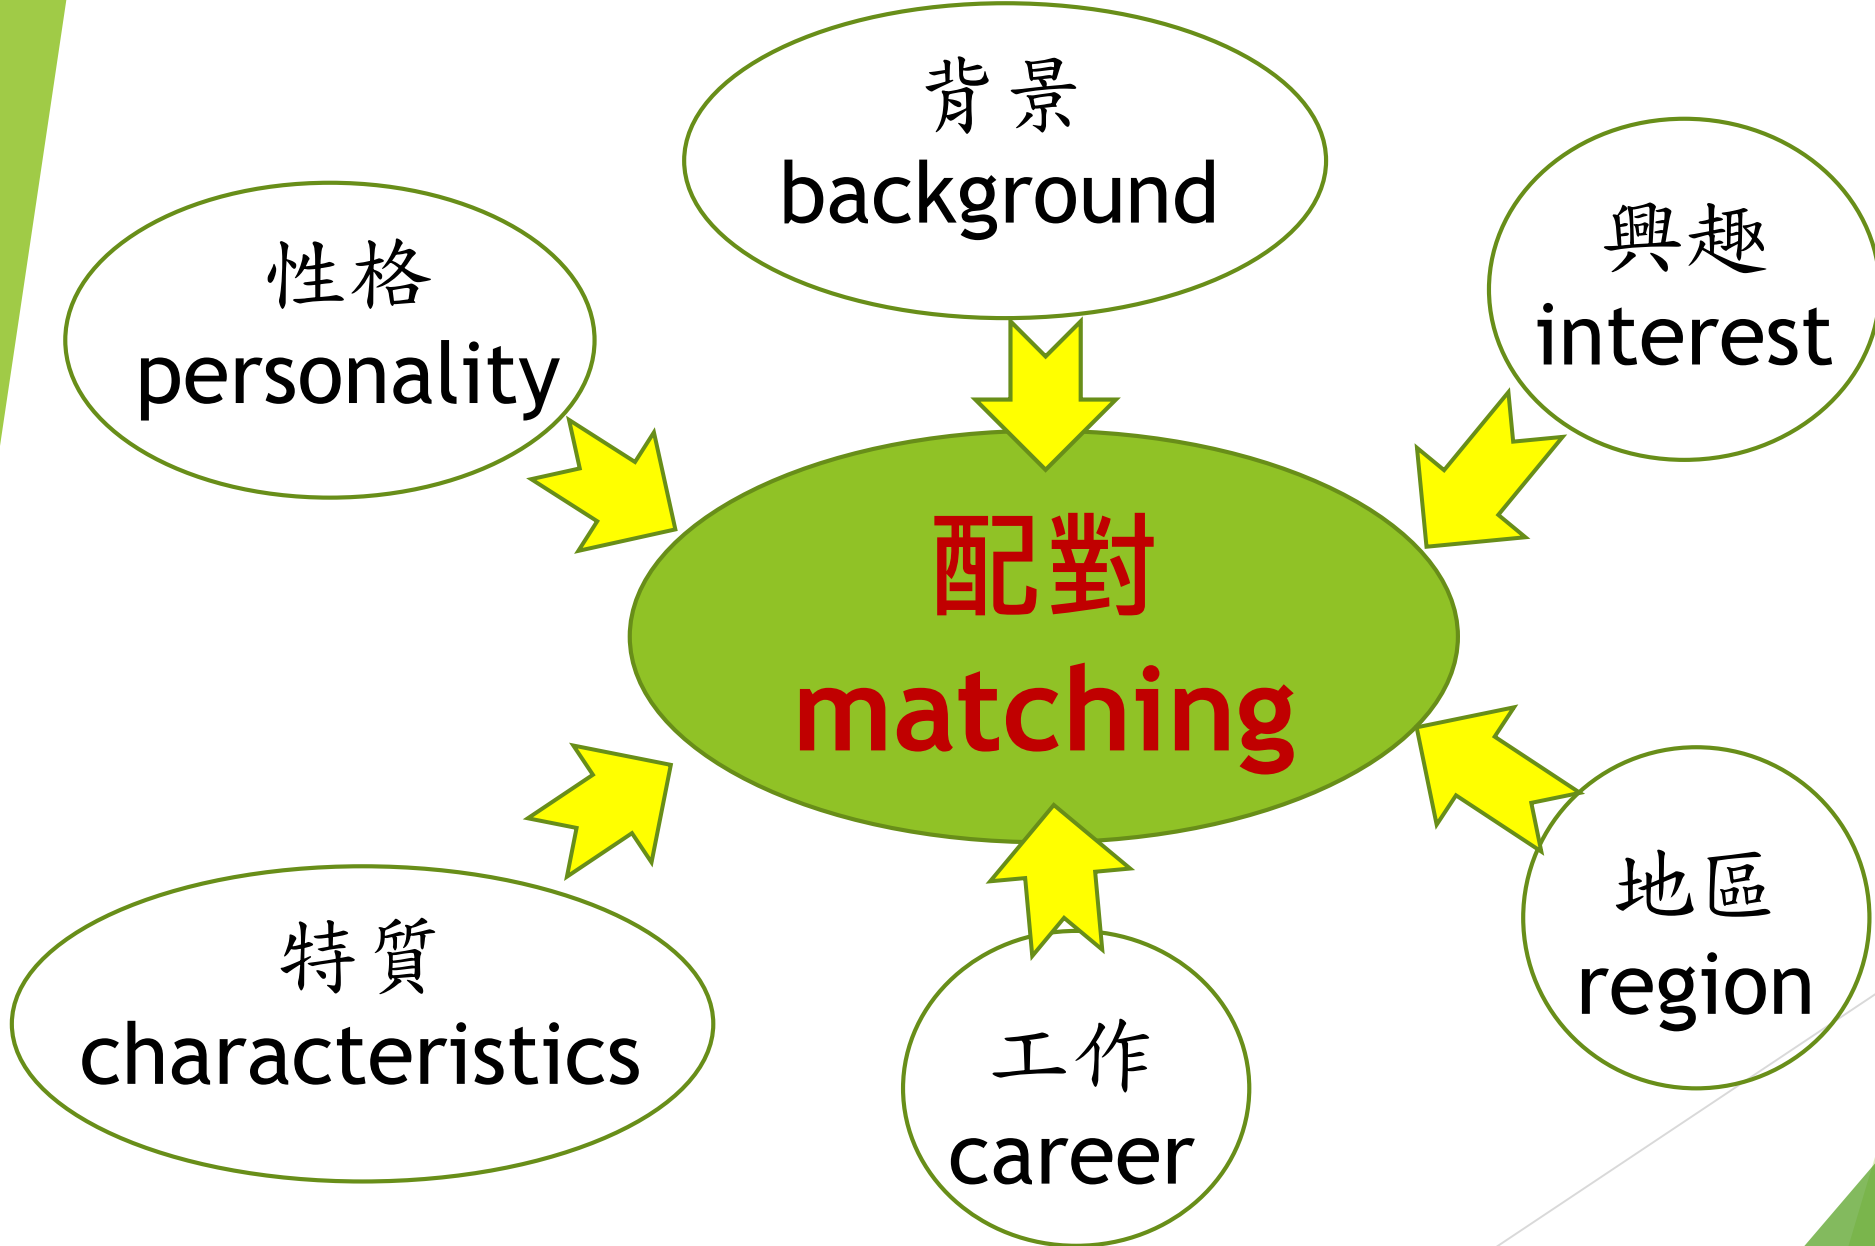 背景
background
性格
personality
興趣
interest
配對
matching
特質
characteristics
工作
career
地區
region